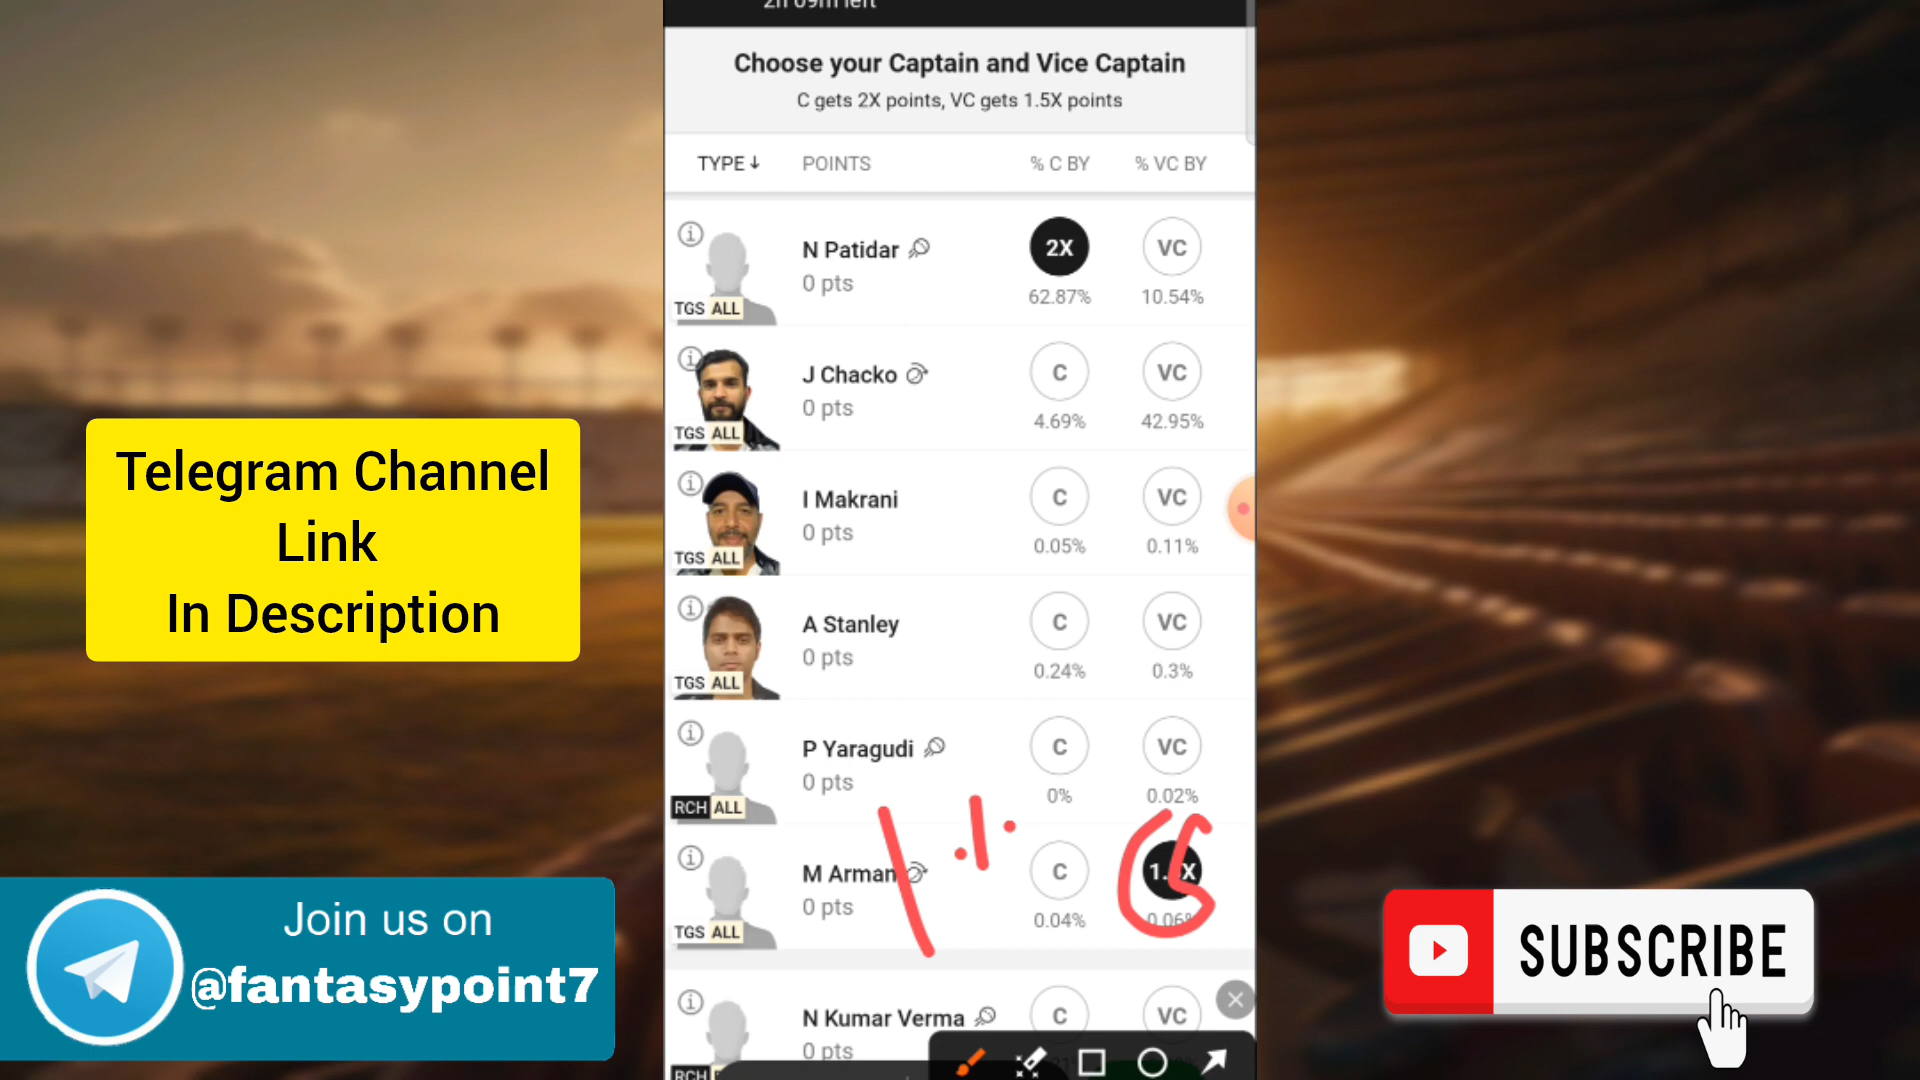 2h 09m left
Choose your Captain and Vice Captain
C gets 2X points, VC gets 1.5X points
TYPE↓ POINTS % C BY % VC BY
N Patidar 2X VC
0 pts
TGS ALL 62.87% 10.54%
J Chacko C VC
0 pts
TGS ALL 4.69% 42.95%
I Makrani C VC
0 pts
TGS ALL 0.05% 0.11%
A Stanley C VC
0 pts
TGS ALL 0.24% 0.3%
P Yaragudi C VC
0 pts
RCH ALL 0% 0.02%
M Arman C
0 pts
TGS ALL 0.04%
N Kumar Verma C VC
0 pts
RCH
Telegram Channel
Link
In Description
Join us on
@fantasypoint7
SUBSCRIBE